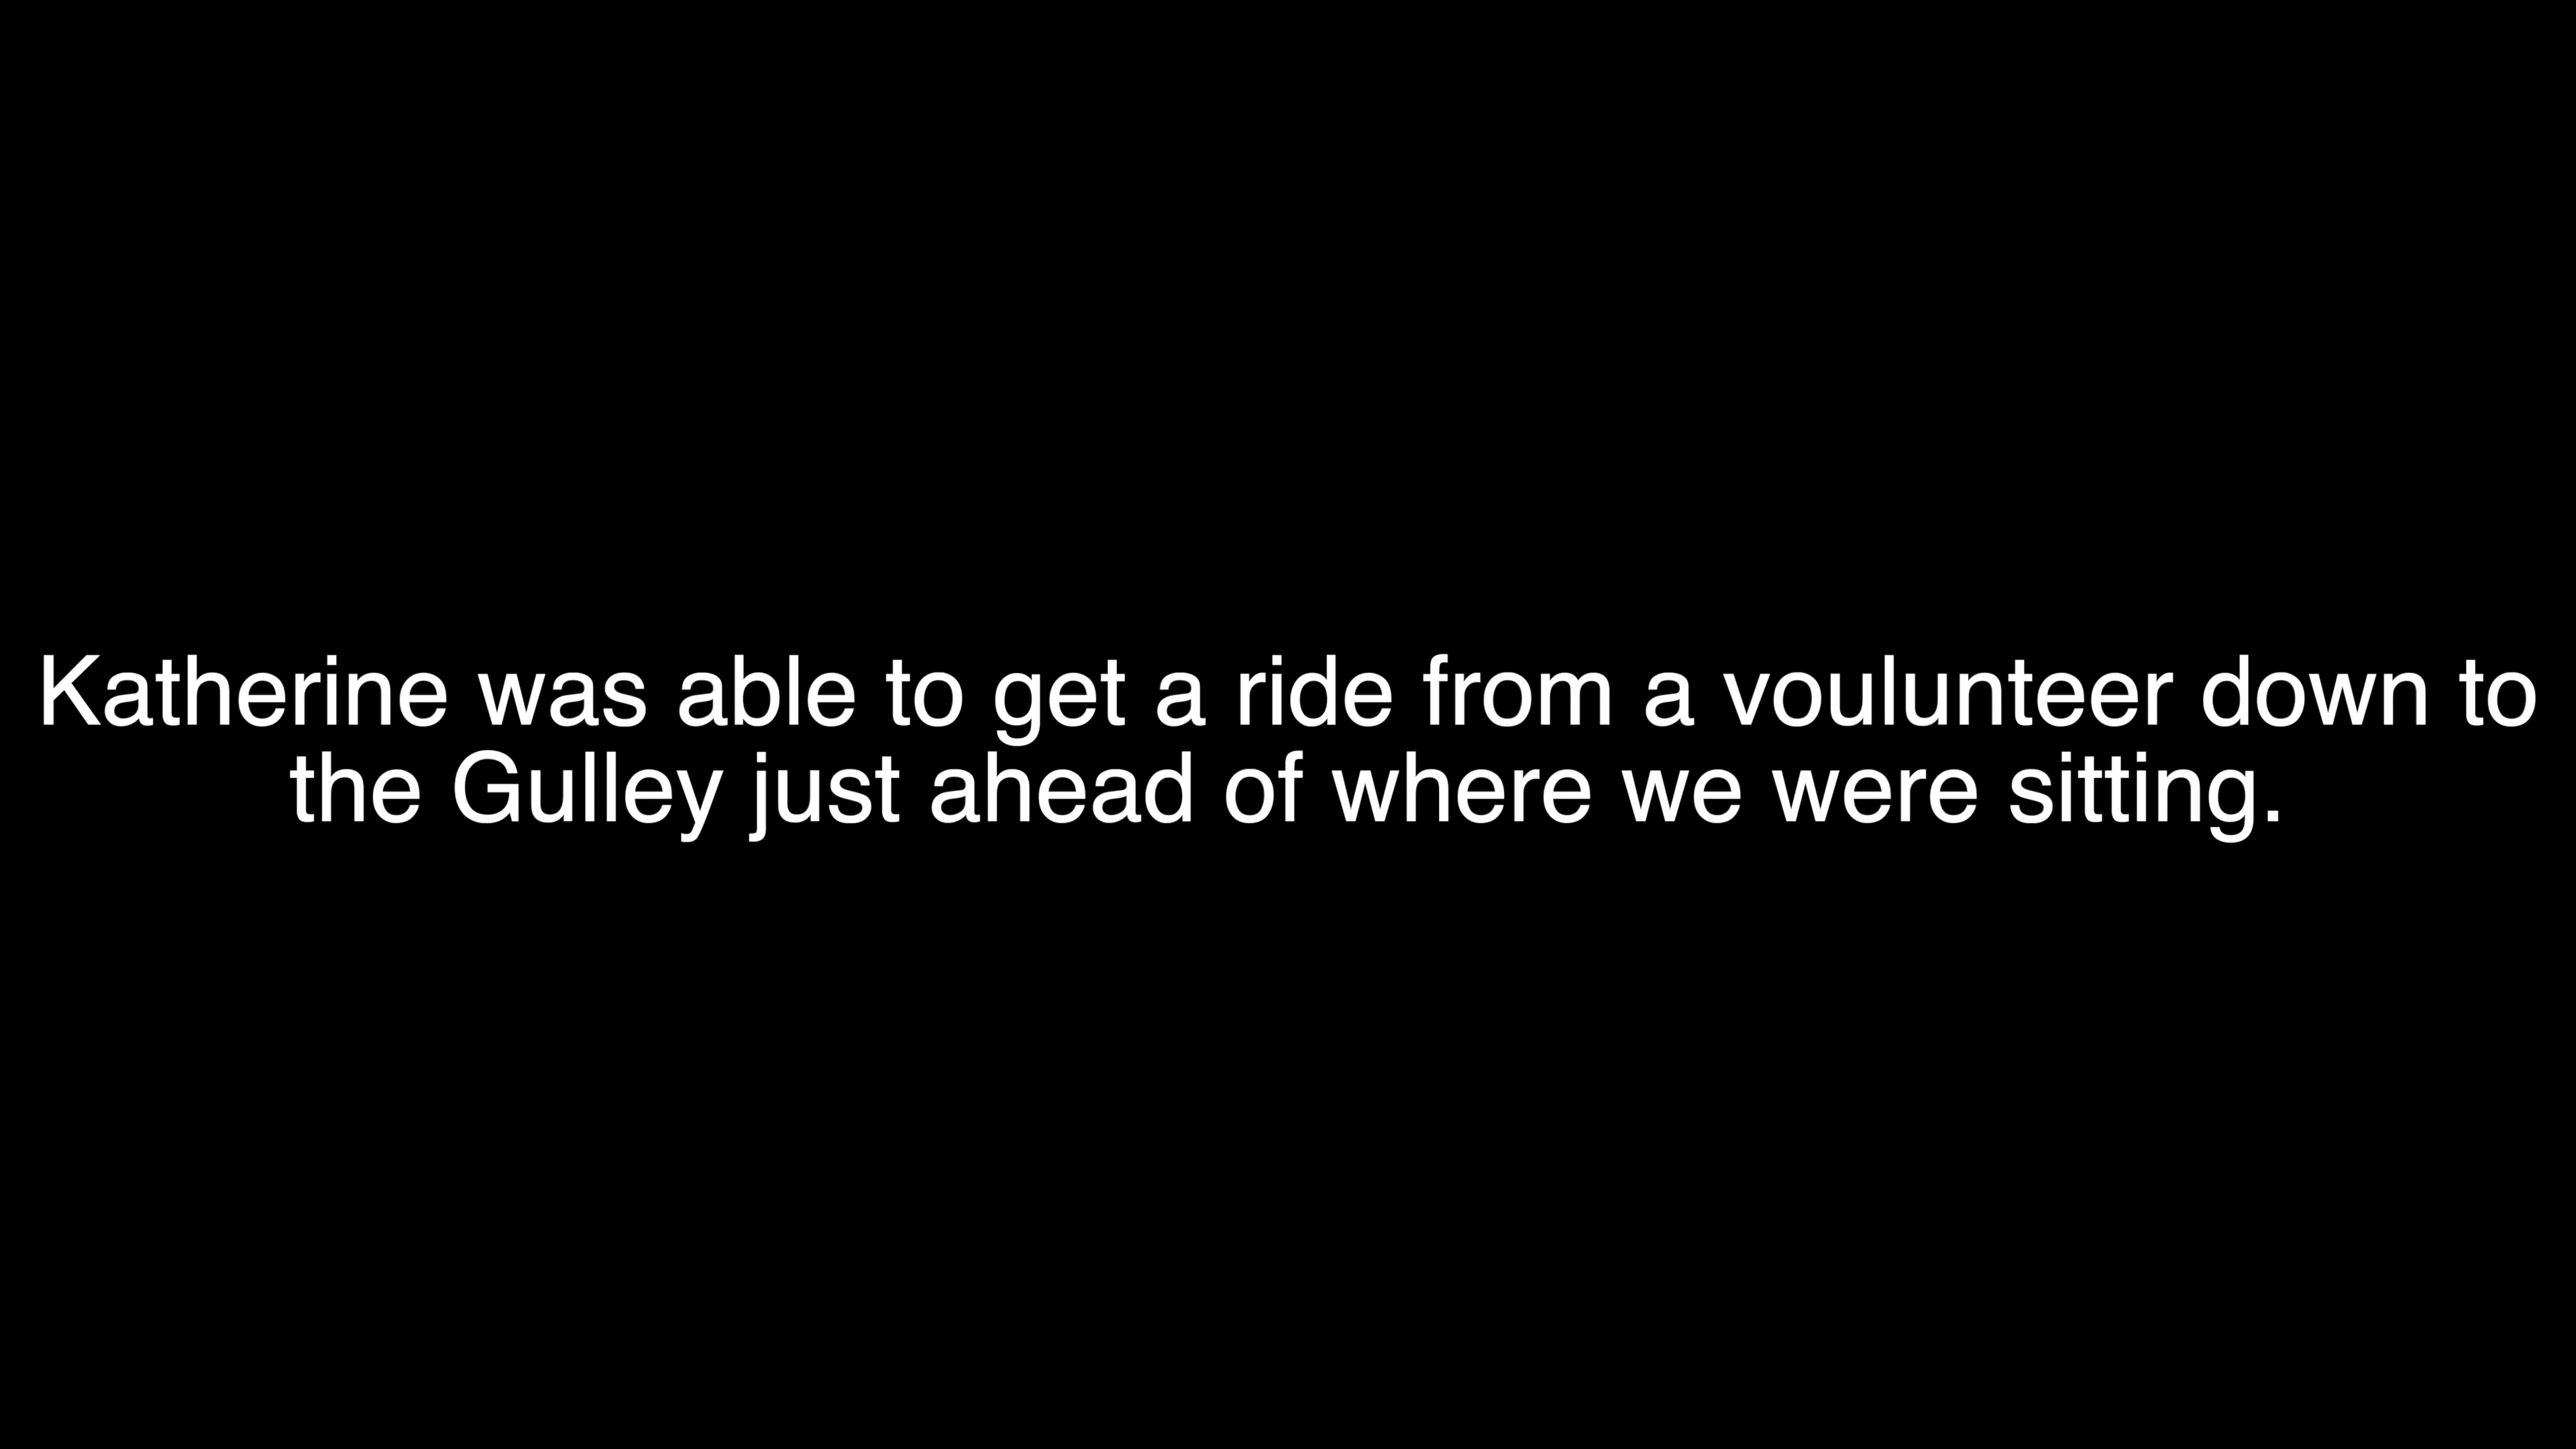 Katherine was able to get a ride from a voulunteer down to
the Gulley just ahead of where we were sitting.